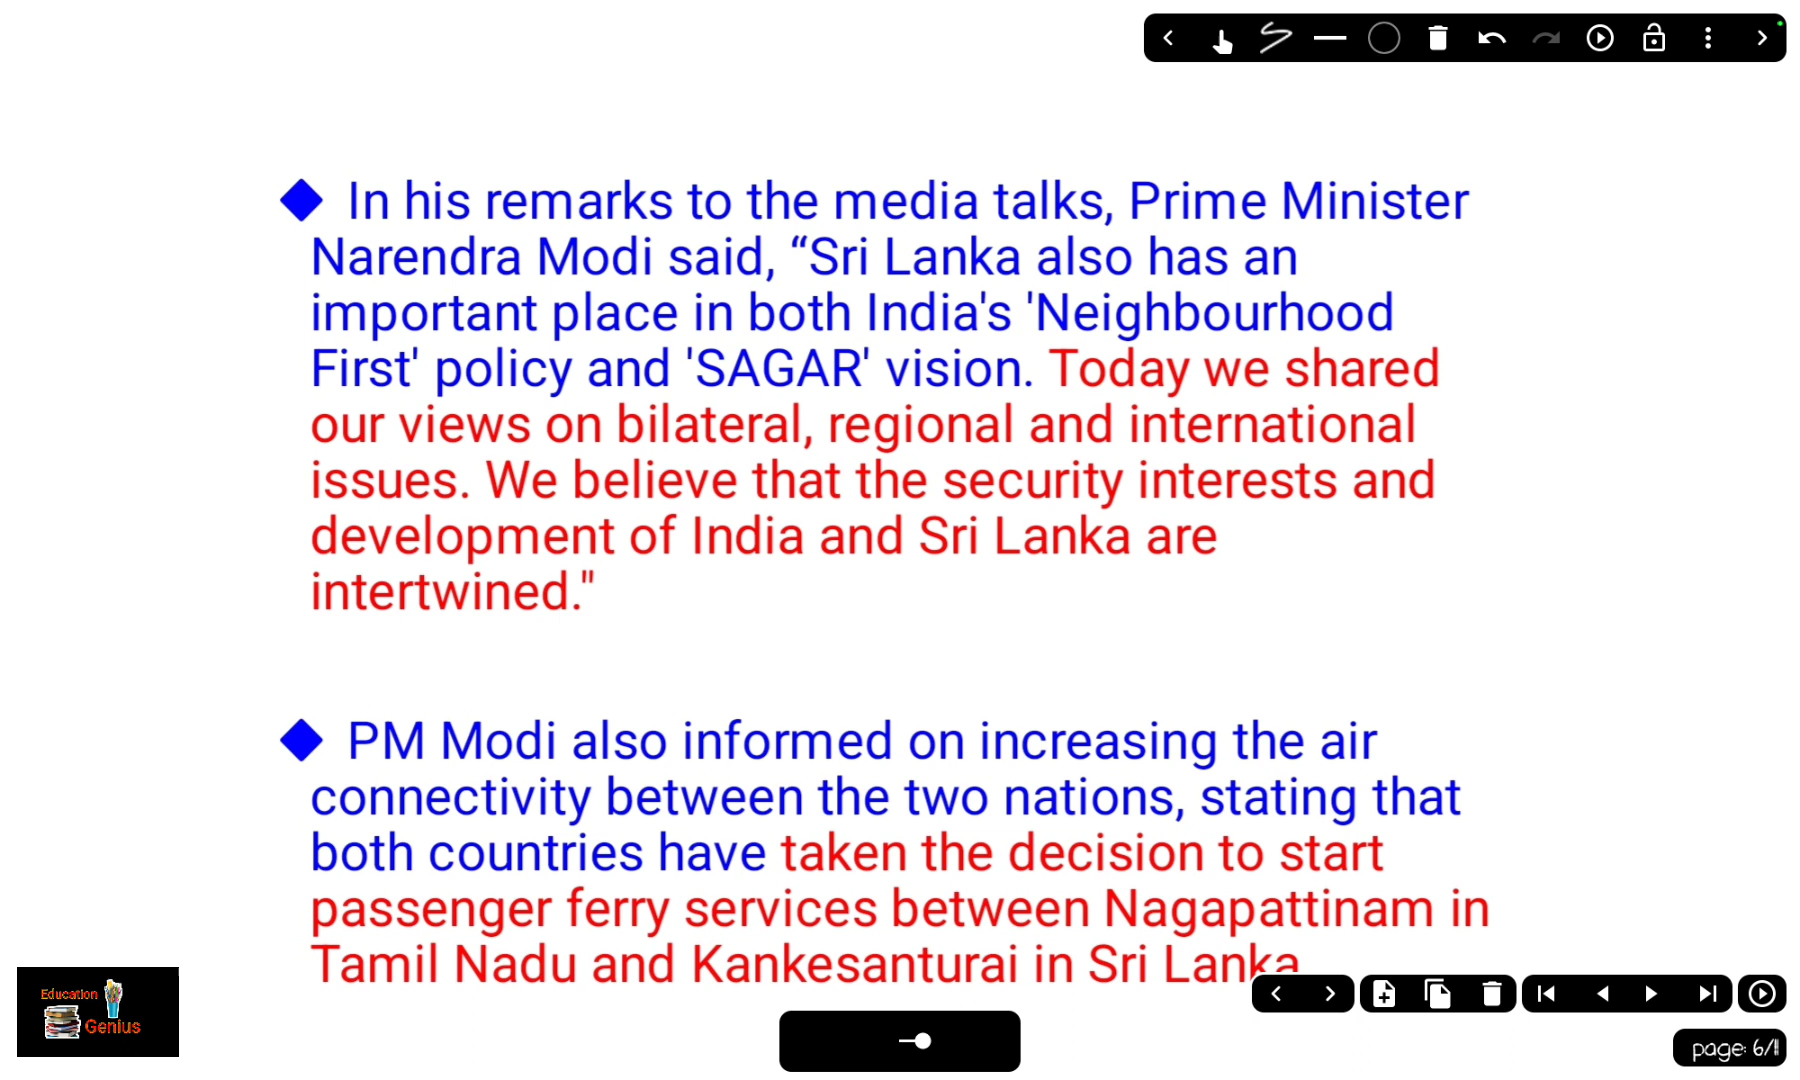 ◆ In his remarks to the media talks, Prime Minister
Narendra Modi said, “Sri Lanka also has an
important place in both India's 'Neighbourhood
First' policy and 'SAGAR' vision. Today we shared
our views on bilateral, regional and international
issues. We believe that the security interests and
development of India and Sri Lanka are
intertwined."
◆ PM Modi also informed on increasing the air
connectivity between the two nations, stating that
both countries have taken the decision to start
passenger ferry services between Nagapattinam in
Tamil Nadu and Kankesanturai in Sri Lanka
Education
Genius
page: 6/11